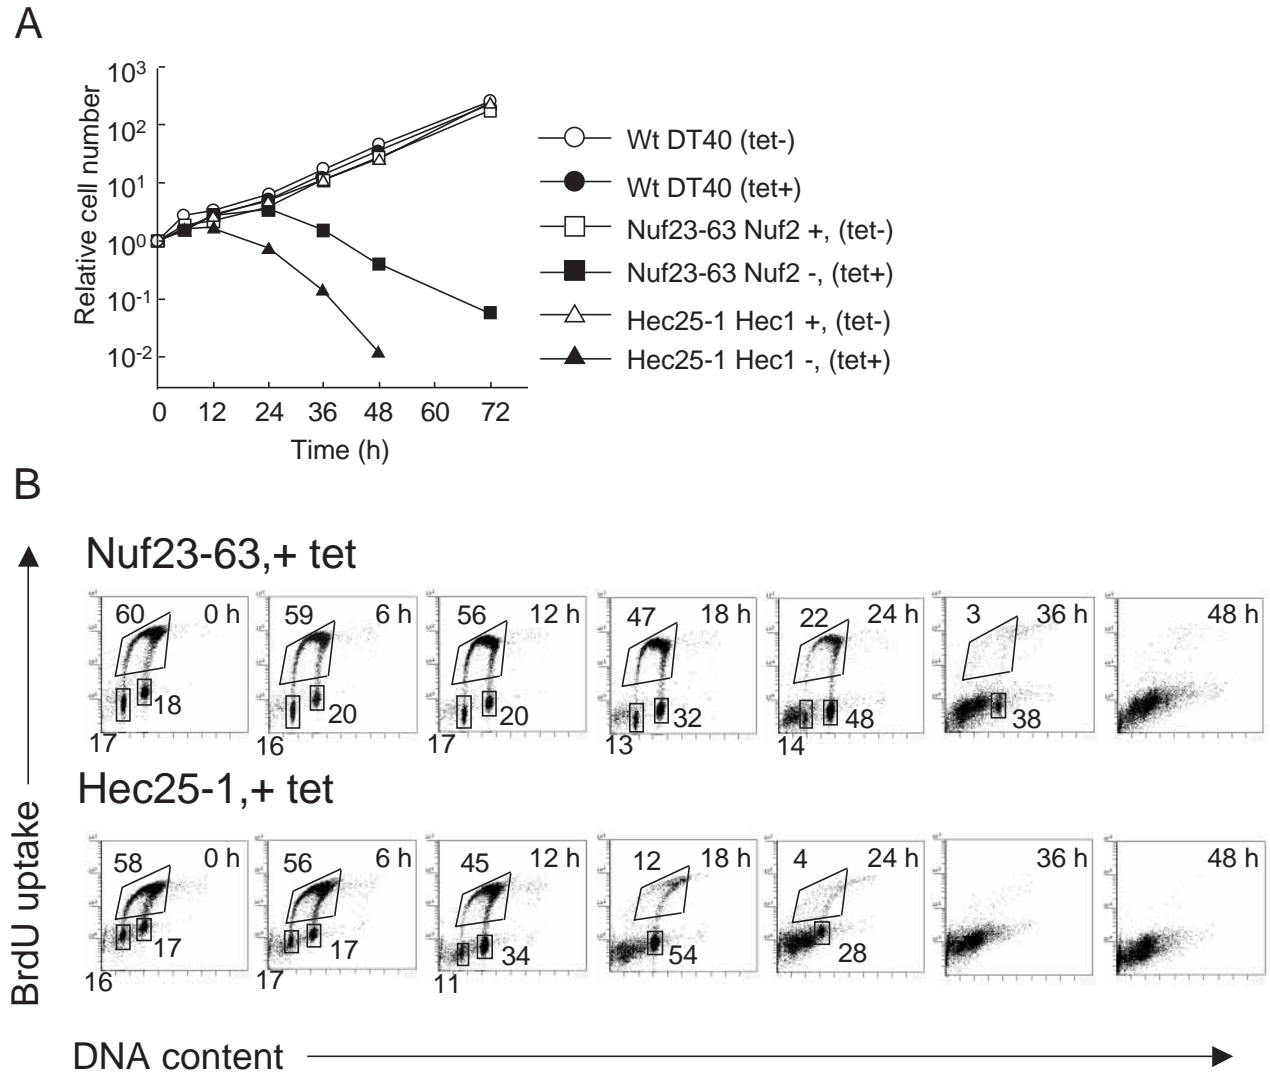 A
10³
10²
10¹
10⁰
10⁻¹
10⁻²
Relative cell number
0 12 24 36 48 60 72
Time (h)
Wt DT40 (tet-)
Wt DT40 (tet+)
Nuf23-63 Nuf2 +, (tet-)
Nuf23-63 Nuf2 -, (tet+)
Hec25-1 Hec1 +, (tet-)
Hec25-1 Hec1 -, (tet+)
B
Nuf23-63,+ tet
60 0 h 59 6 h 56 12 h 47 18 h 22 24 h 3 36 h 48 h
18 20 20 32 48 38
17 16 17 13 14
Hec25-1,+ tet
58 0 h 56 6 h 45 12 h 12 18 h 4 24 h 36 h 48 h
17 17 34 54 28
16 17 11
BrdU uptake
DNA content